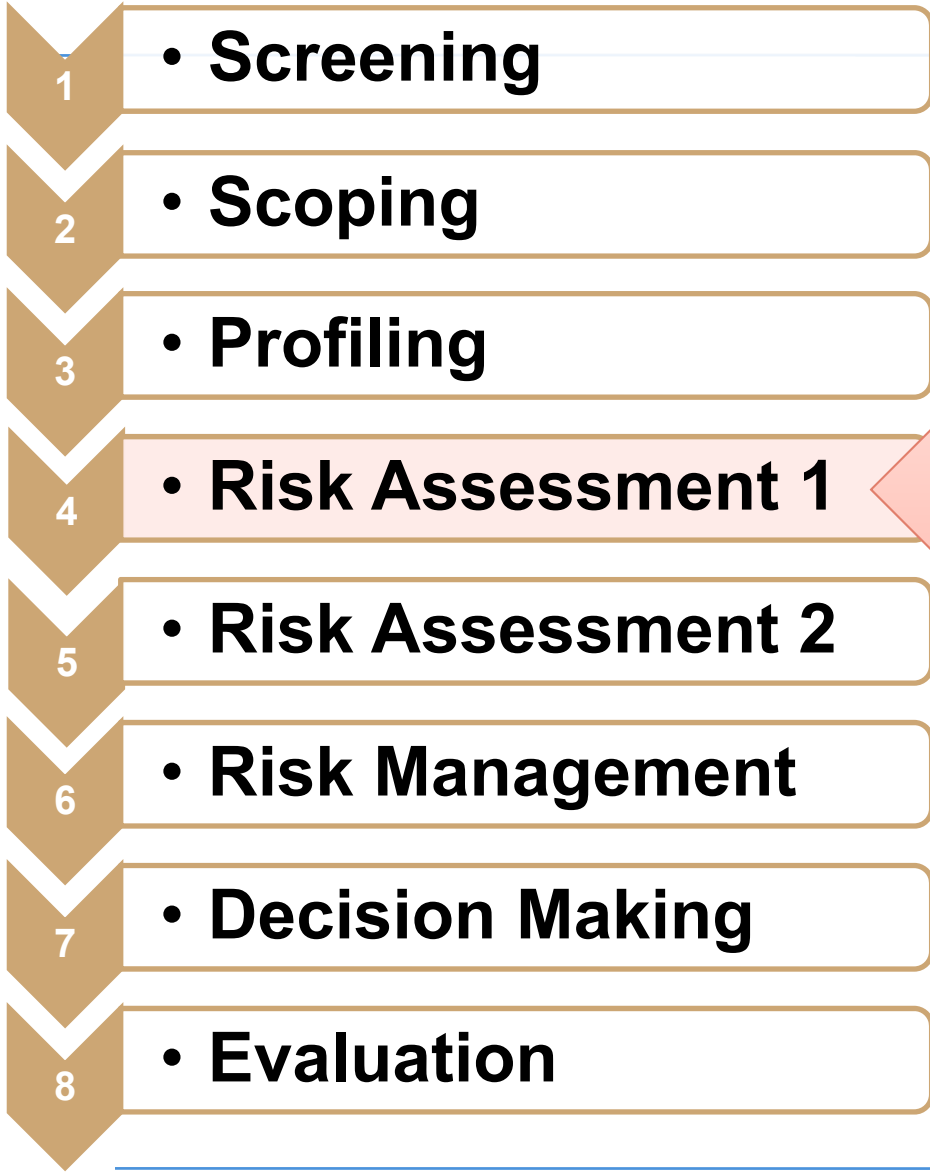 1
• Screening
2
• Scoping
3
• Profiling
4
• Risk Assessment 1
5
• Risk Assessment 2
6
• Risk Management
7
• Decision Making
8
• Evaluation